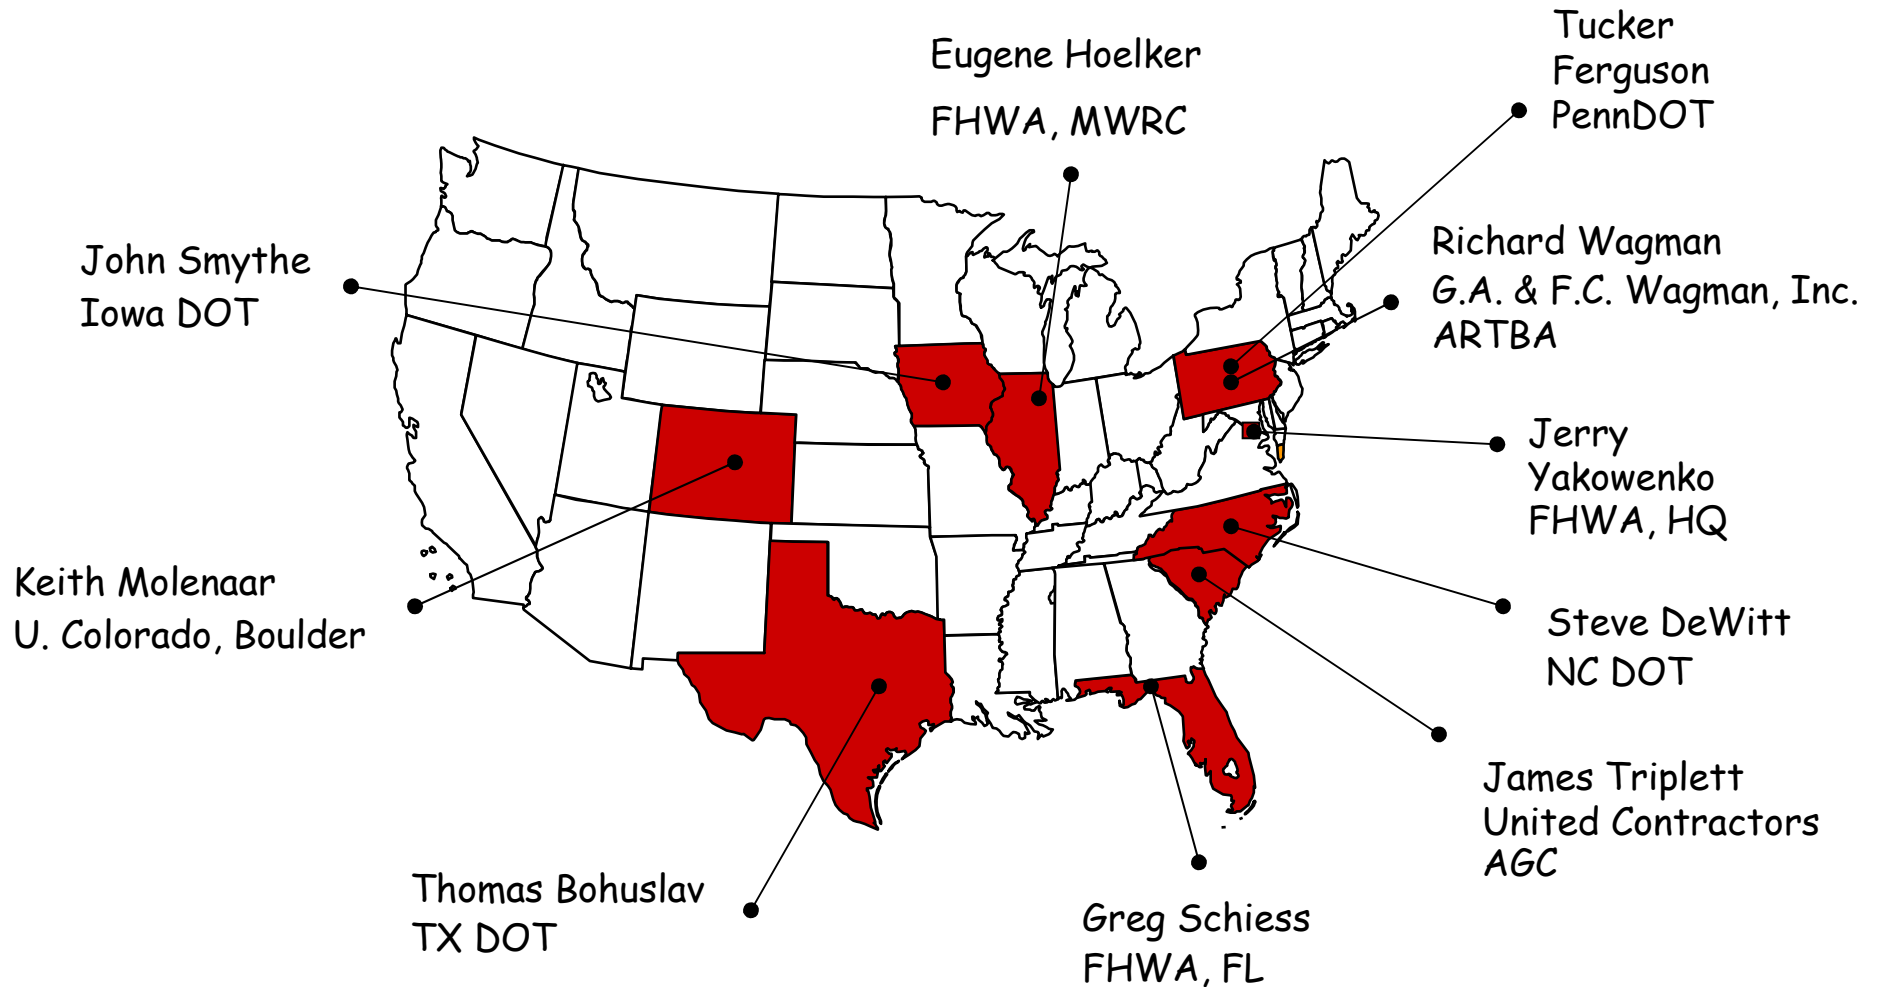 Tucker
Ferguson
PennDOT
Eugene Hoelker
FHWA, MWRC
Richard Wagman
G.A. & F.C. Wagman, Inc.
ARTBA
John Smythe
Iowa DOT
Jerry
Yakowenko
FHWA, HQ
Keith Molenaar
U. Colorado, Boulder
Steve DeWitt
NC DOT
James Triplett
United Contractors
AGC
Thomas Bohuslav
TX DOT
Greg Schiess
FHWA, FL